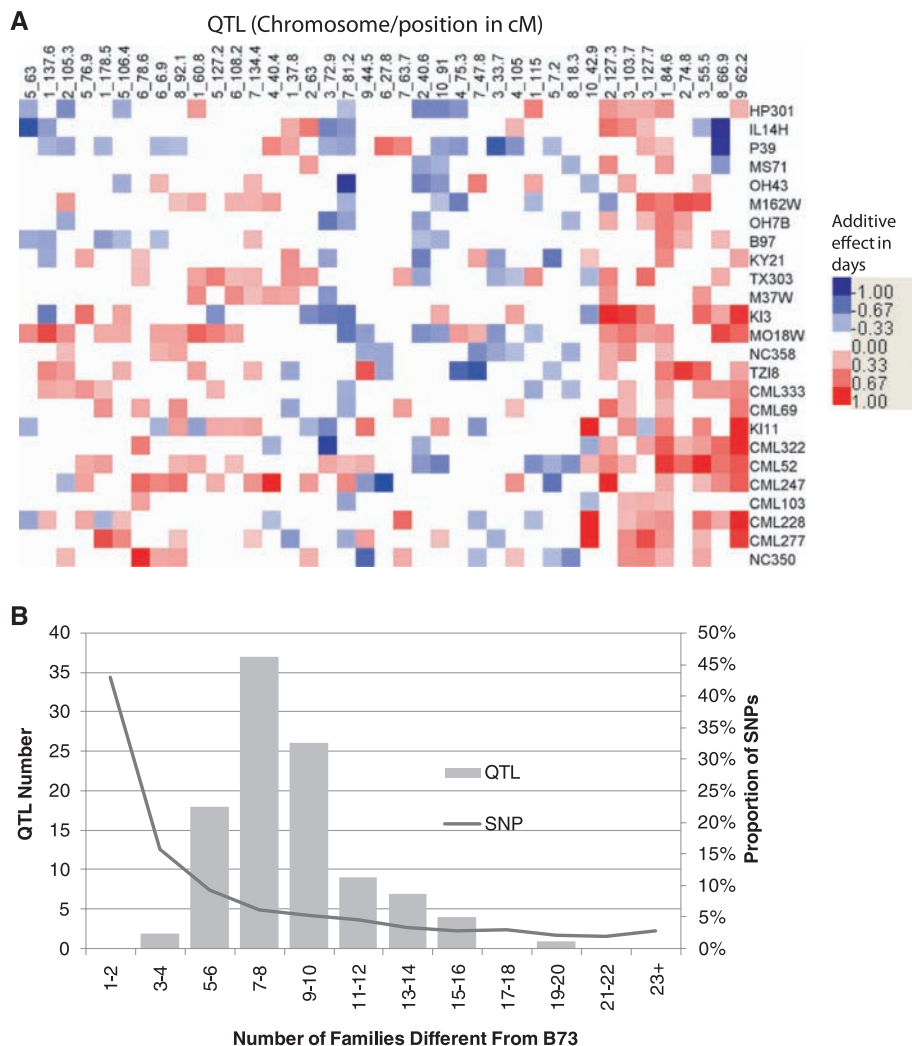 A
QTL (Chromosome/position in cM)
5_63
1_137.6
2_105.3
5_76.9
1_178.5
5_106.4
6_78.6
6_6.9
8_92.1
1_60.8
5_127.2
6_108.2
7_134.4
4_40.4
1_37.8
2_63
3_72.9
7_81.2
9_44.5
6_27.8
7_63.7
2_40.6
10_91
4_75.3
7_47.8
3_33.7
4_105
1_115
5_7.2
8_18.3
10_42.9
2_127.3
3_103.7
3_127.7
1_84.6
2_74.8
3_55.5
8_66.9
9_62.2
HP301
IL14H
P39
MS71
OH43
M162W
OH7B
B97
KY21
TX303
M37W
KI3
MO18W
NC358
TZI8
CML333
CML69
KI11
CML322
CML52
CML247
CML103
CML228
CML277
NC350
Additive
effect in
days
-1.00
-0.67
-0.33
0.00
0.33
0.67
1.00
B
QTL Number
40
35
30
25
20
15
10
5
0
QTL
SNP
50%
45%
40%
35%
30%
25%
20%
15%
10%
5%
0%
Proportion of SNPs
1-2
3-4
5-6
7-8
9-10
11-12
13-14
15-16
17-18
19-20
21-22
23+
Number of Families Different From B73